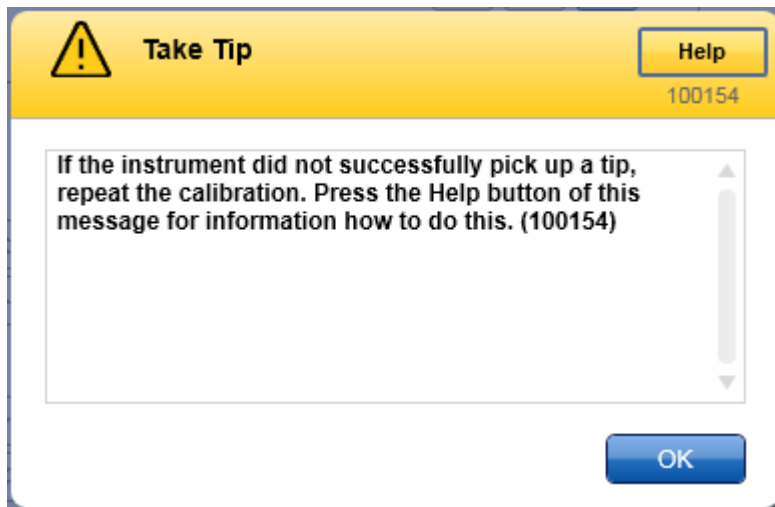 Take Tip
Help
100154
If the instrument did not successfully pick up a tip,
repeat the calibration. Press the Help button of this
message for information how to do this. (100154)
OK